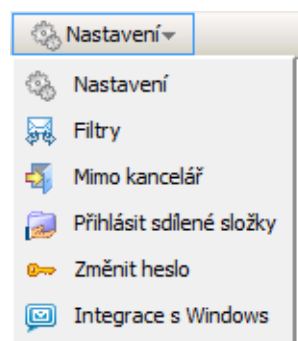 Nastavení
Nastavení
Filtry
Mimo kancelář
Přihlásit sdílené složky
Změnit heslo
Integrace s Windows